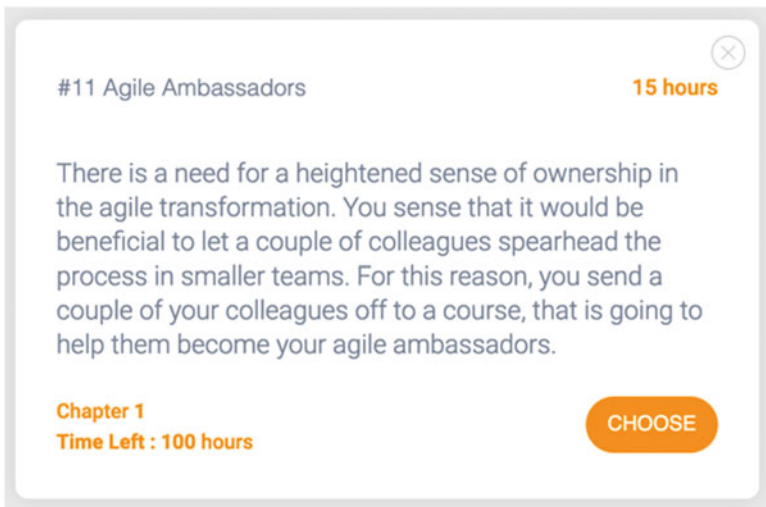 #11 Agile Ambassadors
15 hours
There is a need for a heightened sense of ownership in
the agile transformation. You sense that it would be
beneficial to let a couple of colleagues spearhead the
process in smaller teams. For this reason, you send a
couple of your colleagues off to a course, that is going to
help them become your agile ambassadors.
Chapter 1
Time Left : 100 hours
CHOOSE